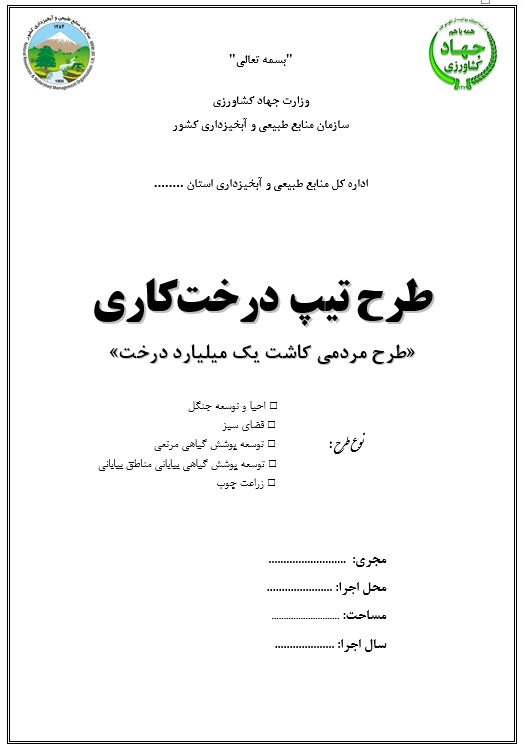 "بسمه تعالی"
همه با هم
جهاد
کشاورزی
وزارت جهاد کشاورزی
سازمان منابع طبیعی و آبخیزداری کشور
اداره کل منابع طبیعی و آبخیزداری استان ........
طرح تیپ درخت‌کاری
«طرح مردمی کاشت یک میلیارد درخت»
نوع طرح:
□ احیا و توسعه جنگل
□ فضای سبز
□ توسعه پوشش گیاهی مرتعی
□ توسعه پوشش گیاهی بیابانی مناطق بیابانی
□ زراعت چوب
مجری: ..........................
محل اجرا: ......................
مساحت: ............................
سال اجرا: ....................